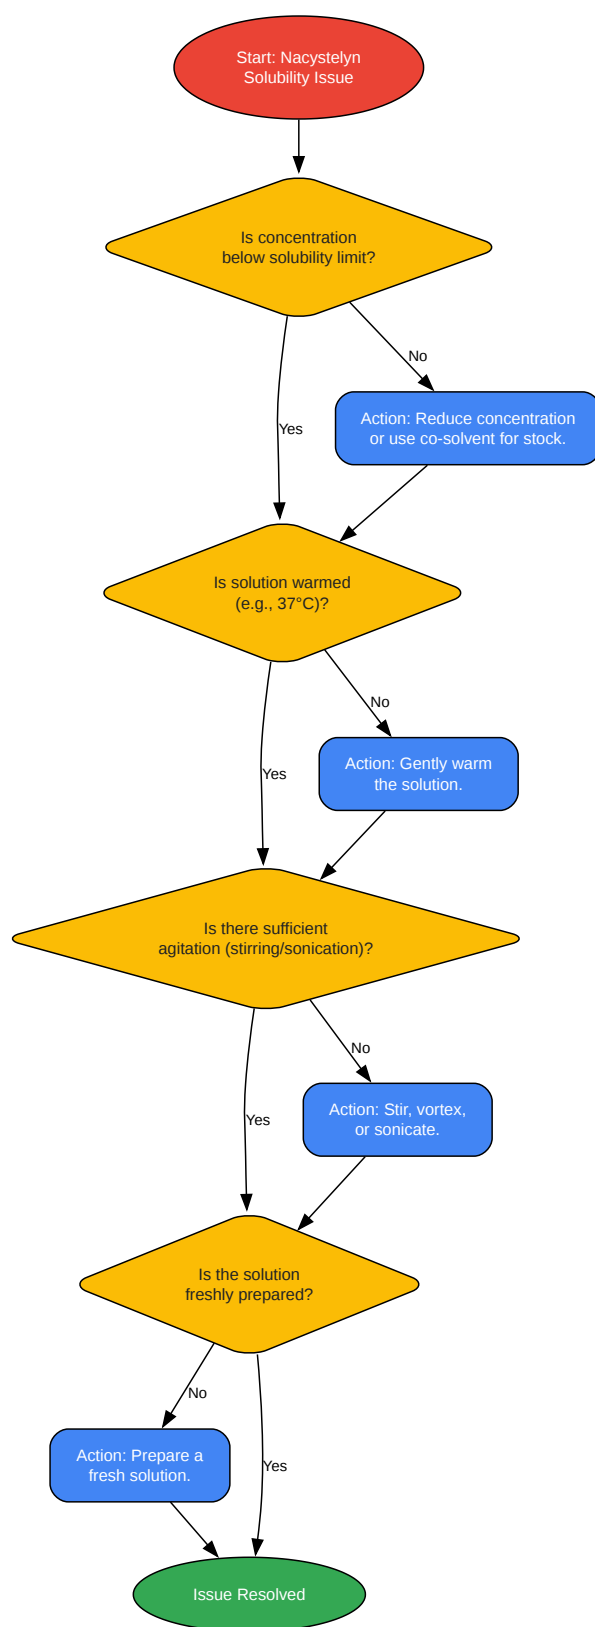 Start: Nacystelyn
Solubility Issue
Is concentration
below solubility limit?
No
Action: Reduce concentration
or use co-solvent for stock.
Yes
Is solution warmed
(e.g., 37°C)?
No
Action: Gently warm
the solution.
Yes
Is there sufficient
agitation (stirring/sonication)?
No
Action: Stir, vortex,
or sonicate.
Yes
Is the solution
freshly prepared?
No
Action: Prepare a
fresh solution.
Yes
Issue Resolved